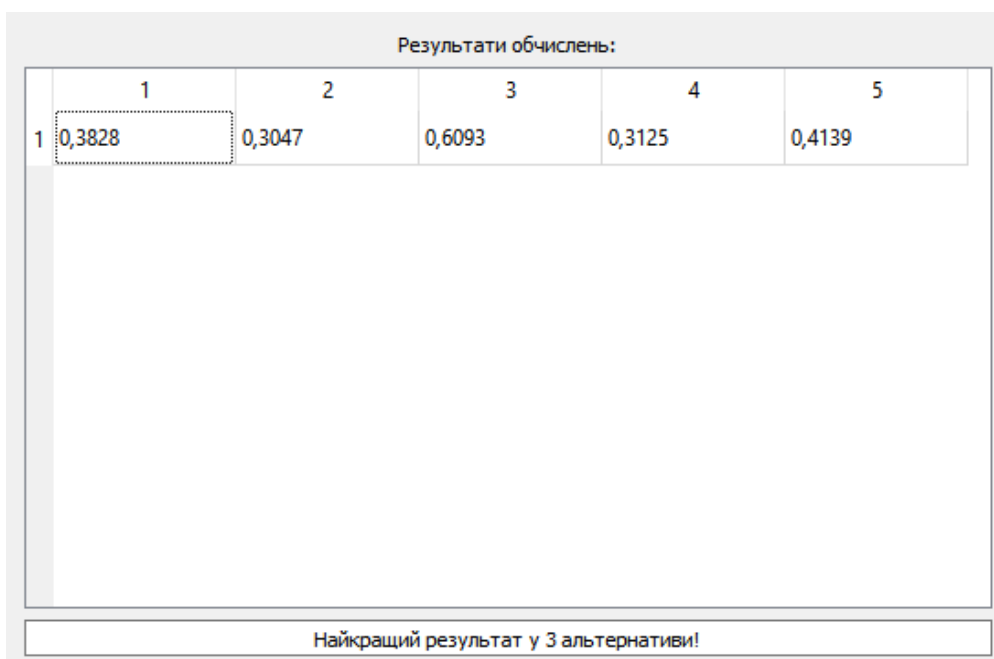 Результати обчислень:
1 2 3 4 5
1 0,3828 0,3047 0,6093 0,3125 0,4139
Найкращий результат у 3 альтернативи!